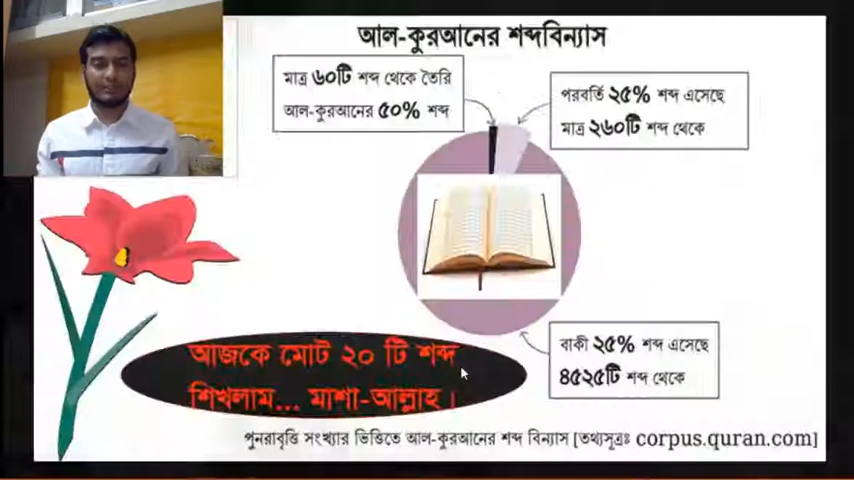 আল-কুরআনের শব্দবিন্যাস
মাত্র ৬০টি শব্দ থেকে তৈরি
আল-কুরআনের ৫০% শব্দ
পরবর্তি ২৫% শব্দ এসেছে
মাত্র ২৬০টি শব্দ থেকে
বাকী ২৫% শব্দ এসেছে
৪৫২৫টি শব্দ থেকে
আজকে মোট ২০ টি শব্দ
শিখলাম... মাশা-আল্লাহ।
পুনরাবৃত্তি সংখ্যার ভিত্তিতে আল-কুরআনের শব্দ বিন্যাস [তথ্যসূত্রঃ corpus.quran.com]